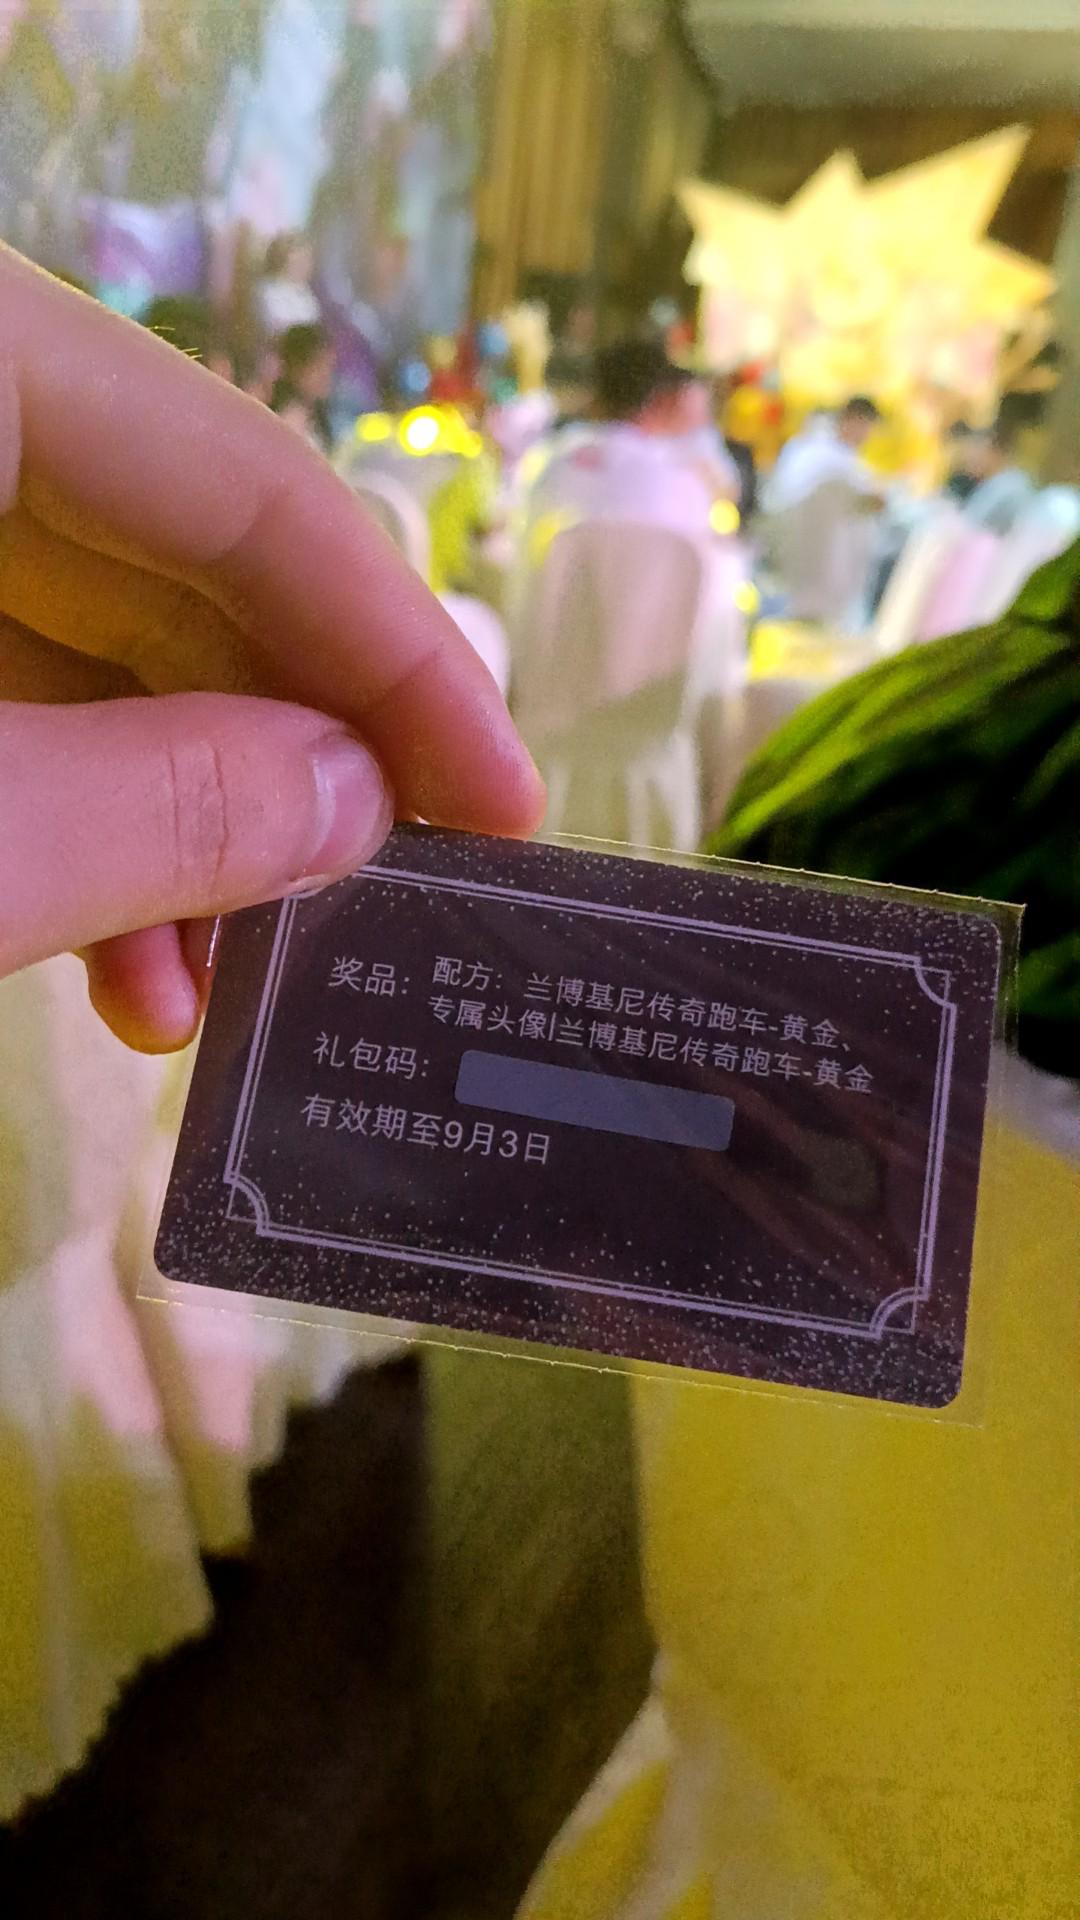 奖品：配方：兰博基尼传奇跑车-黄金、
专属头像|兰博基尼传奇跑车-黄金
礼包码：
有效期至9月3日